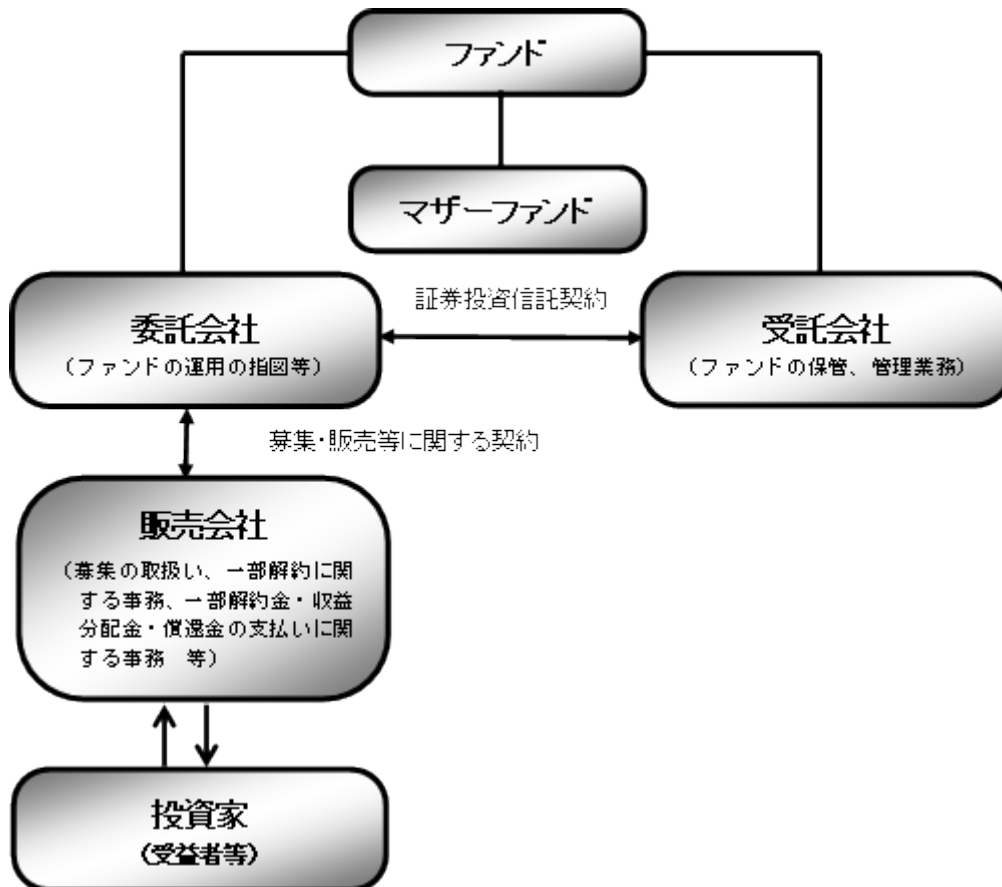 ファンド
マザーファンド
証券投資信託契約
委託会社
（ファンドの運用の指図等）
受託会社
（ファンドの保管、管理業務）
募集・販売等に関する契約
販売会社
（募集の取扱い、一部解約に関
する事務、一部解約金・収益
分配金・償還金の支払いに関
する事務　等）
投資家
（受益者等）